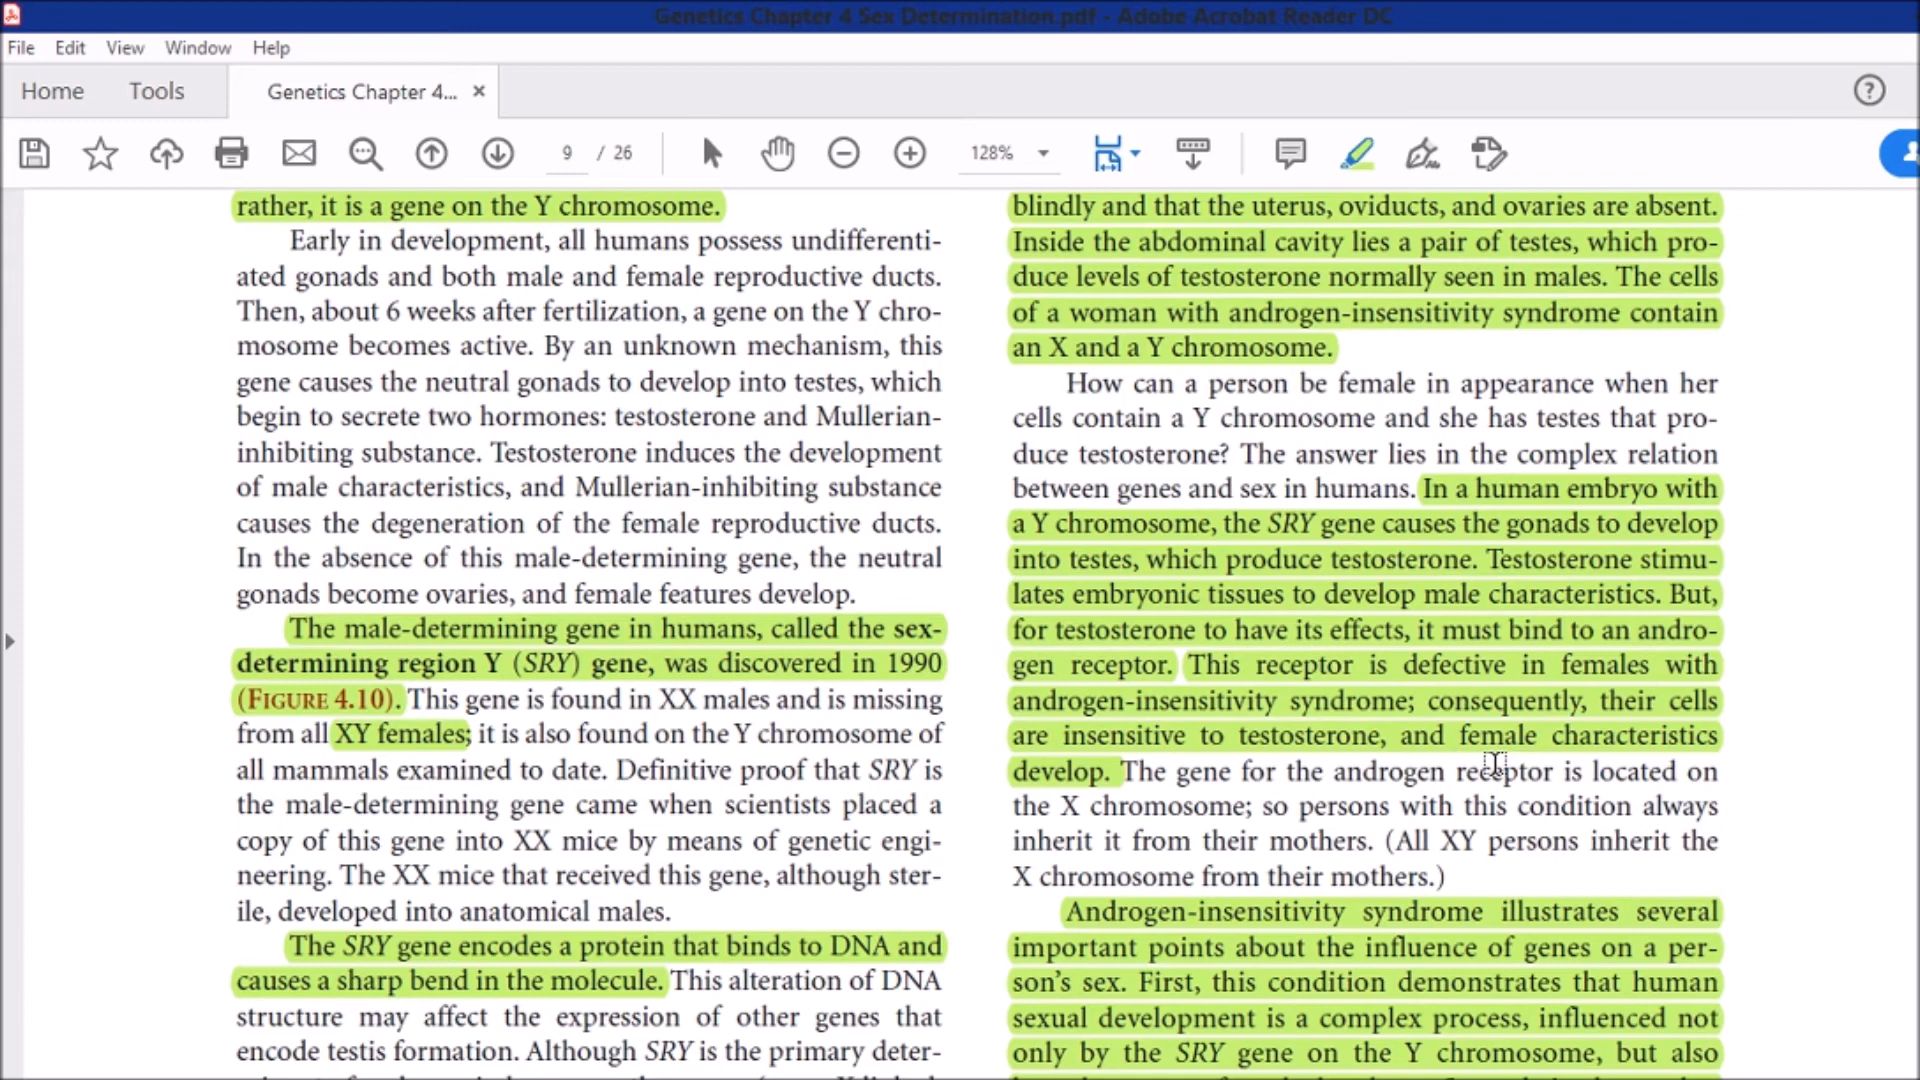 Genetics Chapter 4 Sex Determination.pdf - Adobe Acrobat Reader DC
File Edit View Window Help
Home Tools Genetics Chapter 4... ×
9 / 26 128%
rather, it is a gene on the Y chromosome.
Early in development, all humans possess undifferenti-
ated gonads and both male and female reproductive ducts.
Then, about 6 weeks after fertilization, a gene on the Y chro-
mosome becomes active. By an unknown mechanism, this
gene causes the neutral gonads to develop into testes, which
begin to secrete two hormones: testosterone and Mullerian-
inhibiting substance. Testosterone induces the development
of male characteristics, and Mullerian-inhibiting substance
causes the degeneration of the female reproductive ducts.
In the absence of this male-determining gene, the neutral
gonads become ovaries, and female features develop.
The male-determining gene in humans, called the sex-
determining region Y (SRY) gene, was discovered in 1990
(FIGURE 4.10). This gene is found in XX males and is missing
from all XY females; it is also found on the Y chromosome of
all mammals examined to date. Definitive proof that SRY is
the male-determining gene came when scientists placed a
copy of this gene into XX mice by means of genetic engi-
neering. The XX mice that received this gene, although ster-
ile, developed into anatomical males.
The SRY gene encodes a protein that binds to DNA and
causes a sharp bend in the molecule. This alteration of DNA
structure may affect the expression of other genes that
encode testis formation. Although SRY is the primary deter-
blindly and that the uterus, oviducts, and ovaries are absent.
Inside the abdominal cavity lies a pair of testes, which pro-
duce levels of testosterone normally seen in males. The cells
of a woman with androgen-insensitivity syndrome contain
an X and a Y chromosome.
How can a person be female in appearance when her
cells contain a Y chromosome and she has testes that pro-
duce testosterone? The answer lies in the complex relation
between genes and sex in humans. In a human embryo with
a Y chromosome, the SRY gene causes the gonads to develop
into testes, which produce testosterone. Testosterone stimu-
lates embryonic tissues to develop male characteristics. But,
for testosterone to have its effects, it must bind to an andro-
gen receptor. This receptor is defective in females with
androgen-insensitivity syndrome; consequently, their cells
are insensitive to testosterone, and female characteristics
develop. The gene for the androgen receptor is located on
the X chromosome; so persons with this condition always
inherit it from their mothers. (All XY persons inherit the
X chromosome from their mothers.)
Androgen-insensitivity syndrome illustrates several
important points about the influence of genes on a per-
son's sex. First, this condition demonstrates that human
sexual development is a complex process, influenced not
only by the SRY gene on the Y chromosome, but also